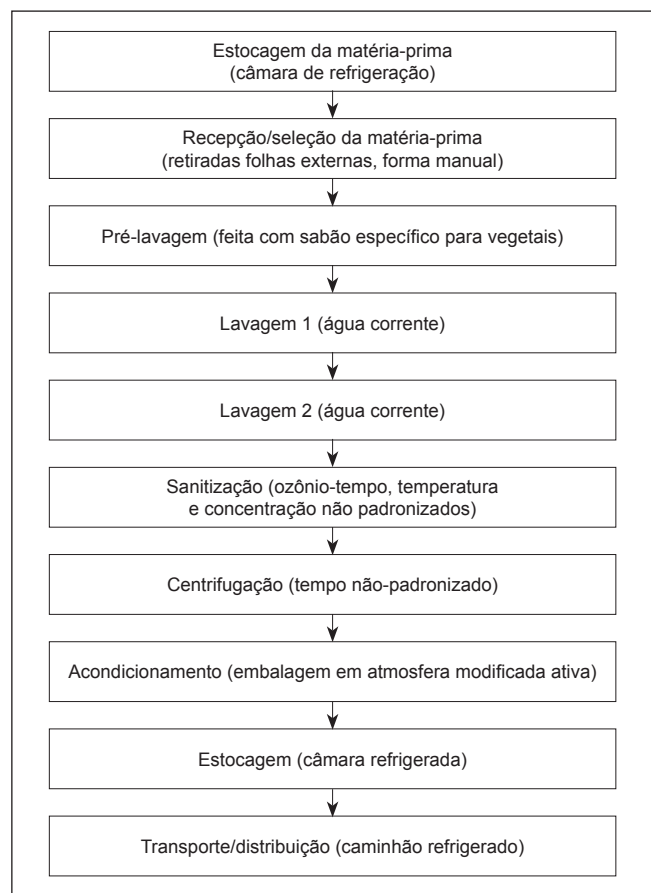 Estocagem da matéria-prima
(câmara de refrigeração)
Recepção/seleção da matéria-prima
(retiradas folhas externas, forma manual)
Pré-lavagem (feita com sabão específico para vegetais)
Lavagem 1 (água corrente)
Lavagem 2 (água corrente)
Sanitização (ozônio-tempo, temperatura
e concentração não padronizados)
Centrifugação (tempo não-padronizado)
Acondicionamento (embalagem em atmosfera modificada ativa)
Estocagem (câmara refrigerada)
Transporte/distribuição (caminhão refrigerado)